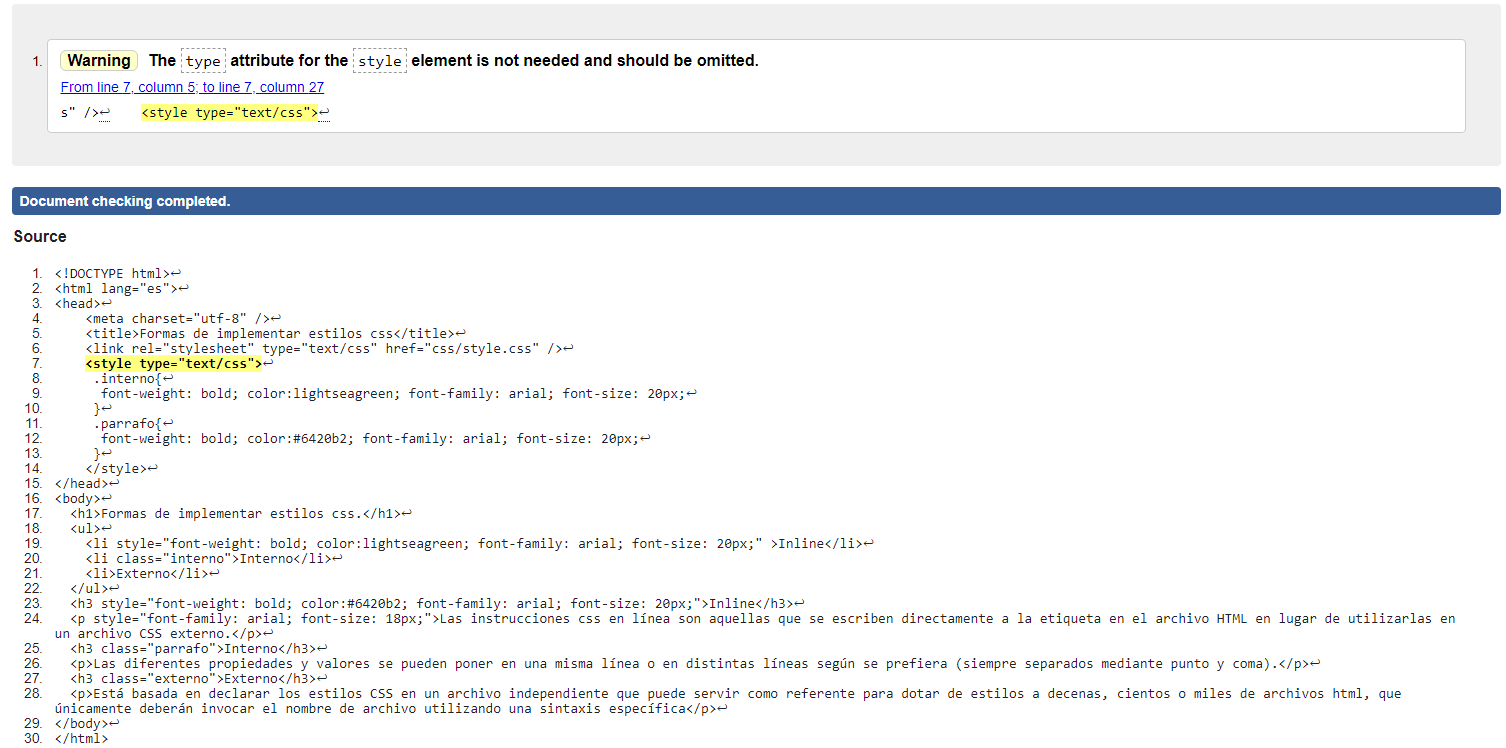 1. Warning The type attribute for the style element is not needed and should be omitted.
From line 7, column 5; to line 7, column 27
s" />↩    <style type="text/css">↩
Document checking completed.
Source
1. <!DOCTYPE html>↩
2. <html lang="es">↩
3. <head>↩
4.     <meta charset="utf-8" />↩
5.     <title>Formas de implementar estilos css</title>↩
6.     <link rel="stylesheet" type="text/css" href="css/style.css" />↩
7.     <style type="text/css">↩
8.      .interno{↩
9.       font-weight: bold; color:lightseagreen; font-family: arial; font-size: 20px;↩
10.      }↩
11.      .parrafo{↩
12.       font-weight: bold; color:#6420b2; font-family: arial; font-size: 20px;↩
13.      }↩
14.     </style>↩
15. </head>↩
16. <body>↩
17.   <h1>Formas de implementar estilos css.</h1>↩
18.   <ul>↩
19.     <li style="font-weight: bold; color:lightseagreen; font-family: arial; font-size: 20px;" >Inline</li>↩
20.     <li class="interno">Interno</li>↩
21.     <li>Externo</li>↩
22.   </ul>↩
23.   <h3 style="font-weight: bold; color:#6420b2; font-family: arial; font-size: 20px;">Inline</h3>↩
24.   <p style="font-family: arial; font-size: 18px;">Las instrucciones css en línea son aquellas que se escriben directamente a la etiqueta en el archivo HTML en lugar de utilizarlas en
un archivo CSS externo.</p>↩
25.   <h3 class="parrafo">Interno</h3>↩
26.   <p>Las diferentes propiedades y valores se pueden poner en una misma línea o en distintas líneas según se prefiera (siempre separados mediante punto y coma).</p>↩
27.   <h3 class="externo">Externo</h3>↩
28.   <p>Está basada en declarar los estilos CSS en un archivo independiente que puede servir como referente para dotar de estilos a decenas, cientos o miles de archivos html, que
únicamente deberán invocar el nombre de archivo utilizando una sintaxis específica</p>↩
29. </body>↩
30. </html>